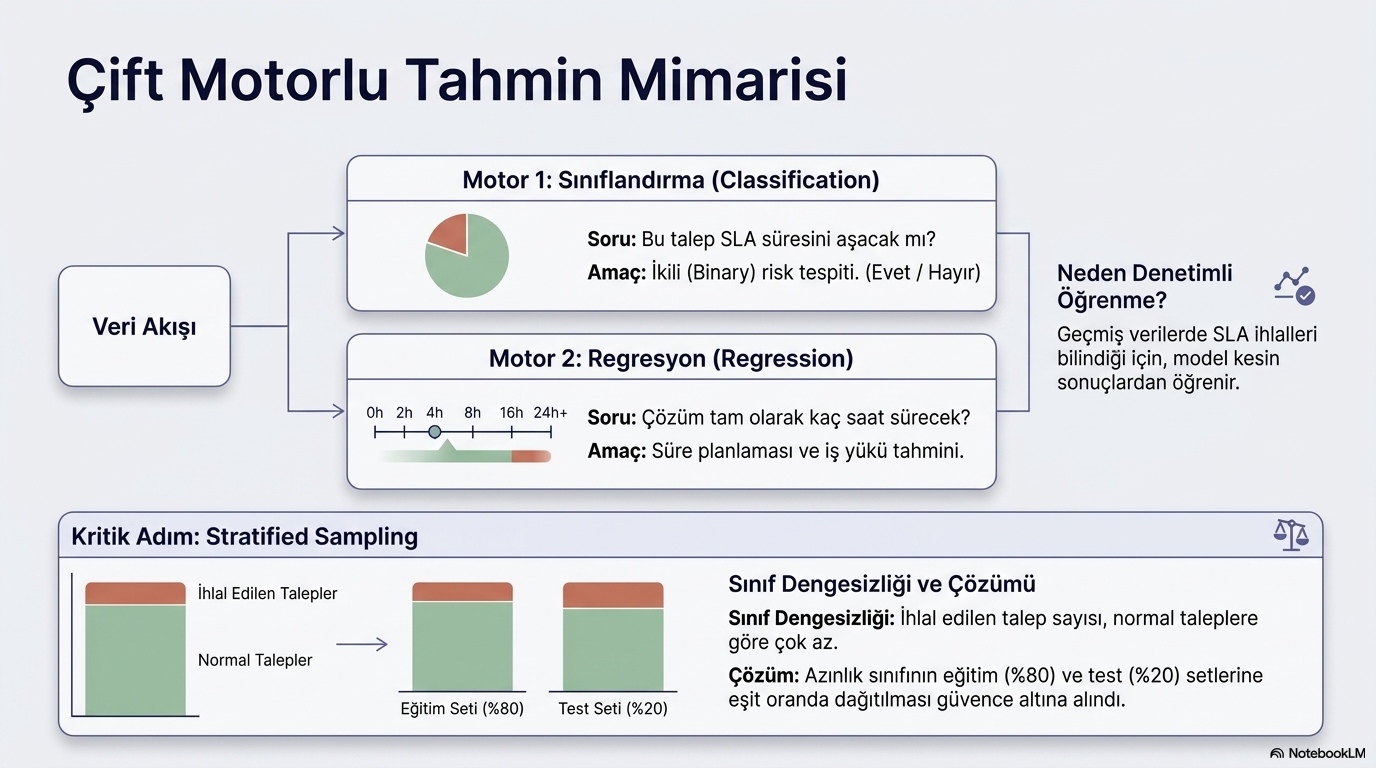 Çift Motorlu Tahmin Mimarisi
Veri Akışı
Motor 1: Sınıflandırma (Classification)
Soru: Bu talep SLA süresini aşacak mı?
Amaç: İkili (Binary) risk tespiti. (Evet / Hayır)
Motor 2: Regresyon (Regression)
0h 2h 4h 8h 16h 24h+
Soru: Çözüm tam olarak kaç saat sürecek?
Amaç: Süre planlaması ve iş yükü tahmini.
Neden Denetimli
Öğrenme?
Geçmiş verilerde SLA ihlalleri
bilindiği için, model kesin
sonuçlardan öğrenir.
Kritik Adım: Stratified Sampling
İhlal Edilen Talepler
Normal Talepler
Eğitim Seti (%80)
Test Seti (%20)
Sınıf Dengesizliği ve Çözümü
Sınıf Dengesizliği: İhlal edilen talep sayısı, normal taleplere
göre çok az.
Çözüm: Azınlık sınıfının eğitim (%80) ve test (%20) setlerine
eşit oranda dağıtılması güvence altına alındı.
NotebookLM